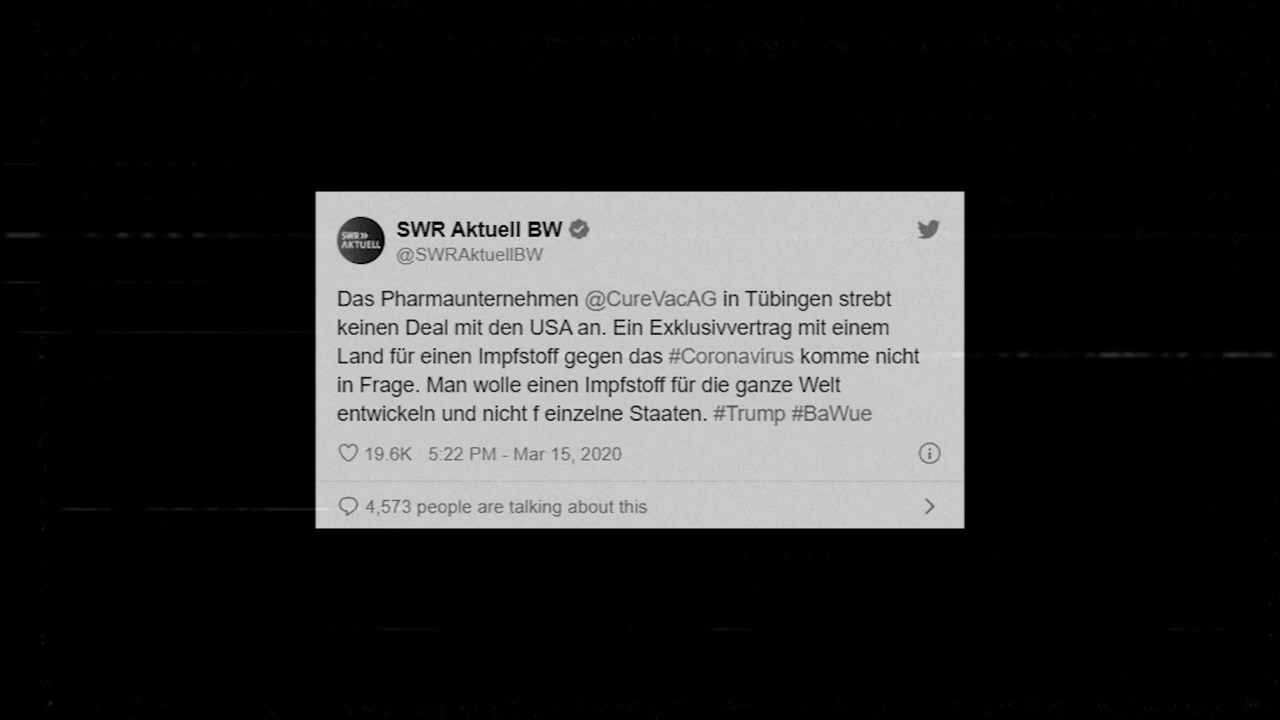 SWR»
AKTUELL
SWR Aktuell BW
@SWRAktuellBW
Das Pharmaunternehmen @CureVacAG in Tübingen strebt
keinen Deal mit den USA an. Ein Exklusivvertrag mit einem
Land für einen Impfstoff gegen das #Coronavirus komme nicht
in Frage. Man wolle einen Impfstoff für die ganze Welt
entwickeln und nicht f einzelne Staaten. #Trump #BaWue
19.6K 5:22 PM - Mar 15, 2020
4,573 people are talking about this